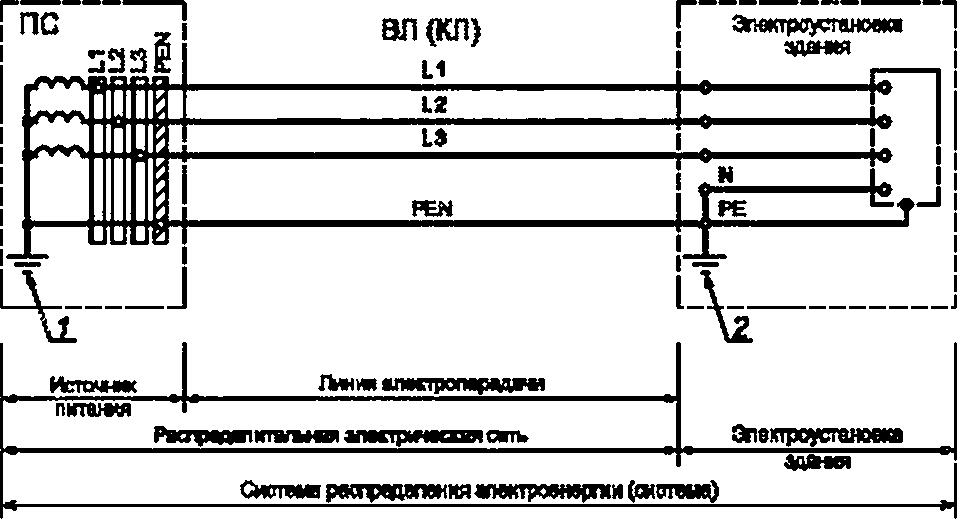 ПС
ВЛ (КЛ)
Электроустановка
здания
L1
L2
L3
PEN
L1
L2
L3
N
PEN
PE
1
2
Источник
питания
Линия электропередачи
Распределительная электрическая сеть
Электроустановка
здания
Система распределения электроэнергии (система)